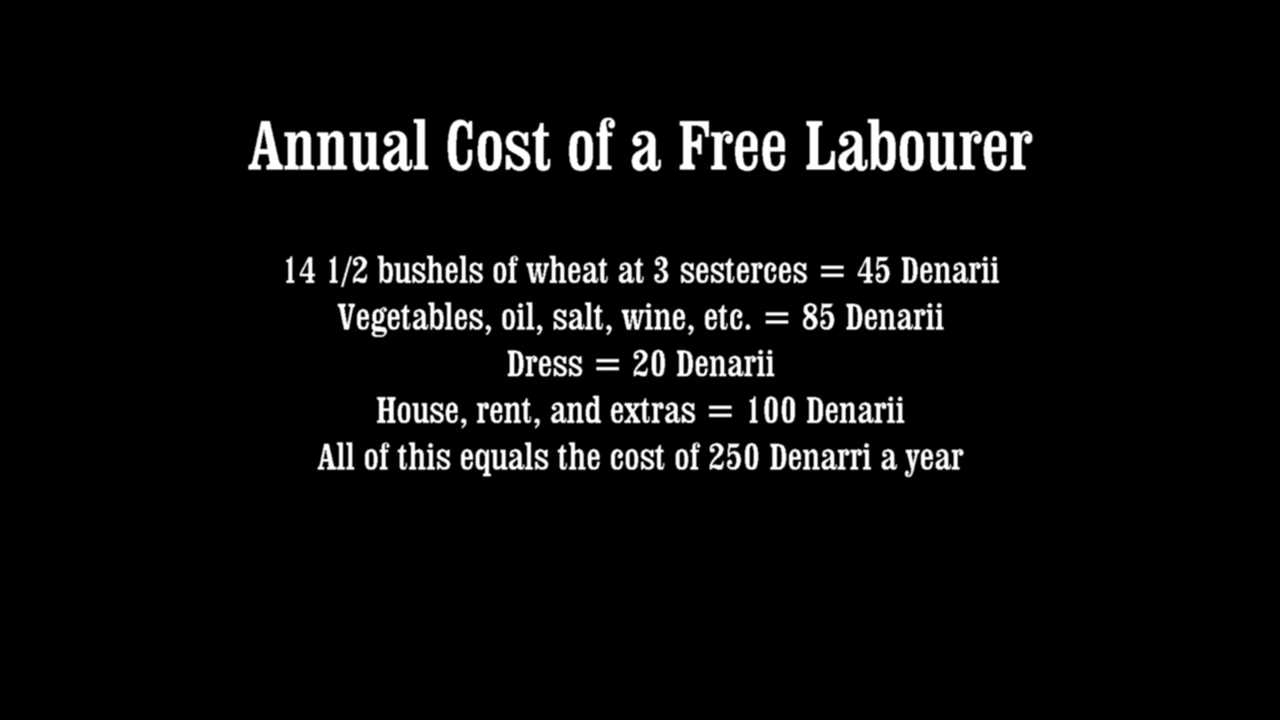 Annual Cost of a Free Labourer
14 1/2 bushels of wheat at 3 sesterces = 45 Denarii
Vegetables, oil, salt, wine, etc. = 85 Denarii
Dress = 20 Denarii
House, rent, and extras = 100 Denarii
All of this equals the cost of 250 Denarri a year